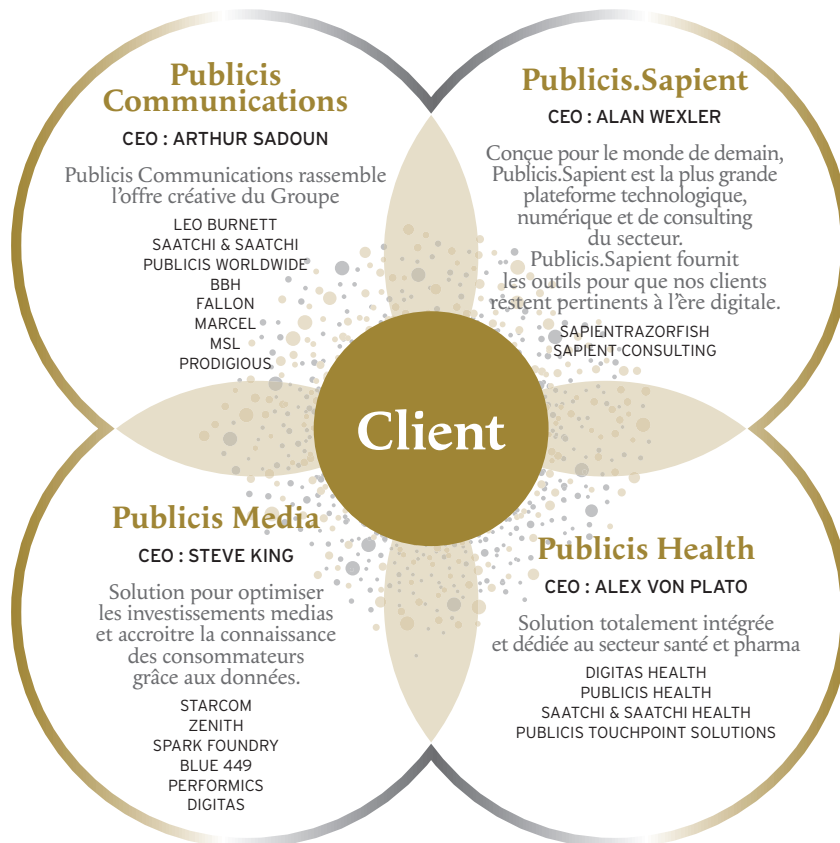 Publicis
Communications
CEO : ARTHUR SADOUN
Publicis Communications rassemble
l’offre créative du Groupe
LEO BURNETT
SAATCHI & SAATCHI
PUBLICIS WORLDWIDE
BBH
FALLON
MARCEL
MSL
PRODIGIOUS
Publicis.Sapient
CEO : ALAN WEXLER
Conçue pour le monde de demain,
Publicis.Sapient est la plus grande
plateforme technologique,
numérique et de consulting
du secteur.
Publicis.Sapient fournit
les outils pour que nos clients
restent pertinents à l’ère digitale.
SAPIENTRAZORFISH
SAPIENT CONSULTING
Client
Publicis Media
CEO : STEVE KING
Solution pour optimiser
les investissements medias
et accroitre la connaissance
des consommateurs
grâce aux données.
STARCOM
ZENITH
SPARK FOUNDRY
BLUE 449
PERFORMICS
DIGITAS
Publicis Health
CEO : ALEX VON PLATO
Solution totalement intégrée
et dédiée au secteur santé et pharma
DIGITAS HEALTH
PUBLICIS HEALTH
SAATCHI & SAATCHI HEALTH
PUBLICIS TOUCHPOINT SOLUTIONS